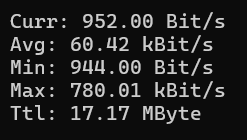 Curr: 952.00 Bit/s
Avg: 60.42 kBit/s
Min: 944.00 Bit/s
Max: 780.01 kBit/s
Ttl: 17.17 MByte